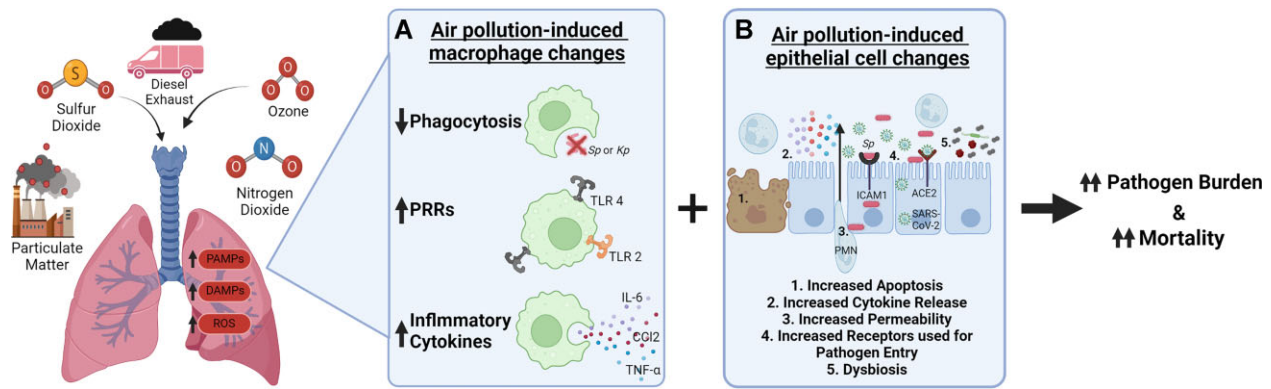 Sulfur
Dioxide
Diesel
Exhaust
Ozone
S
O
O
O
O
O
Particulate
Matter
N
O
O
Nitrogen
Dioxide
PAMPs
DAMPs
ROS
A
Air pollution-induced
macrophage changes
Phagocytosis
Sp or Kp
PRRs
TLR 4
TLR 2
Inflmmatory
Cytokines
IL-6
CCl2
TNF-α
+
B
Air pollution-induced
epithelial cell changes
1.
2.
3.
4.
5.
Sp
ICAM1
ACE2
SARS-
CoV-2
PMN
1. Increased Apoptosis
2. Increased Cytokine Release
3. Increased Permeability
4. Increased Receptors used for
Pathogen Entry
5. Dysbiosis
Pathogen Burden
&
Mortality